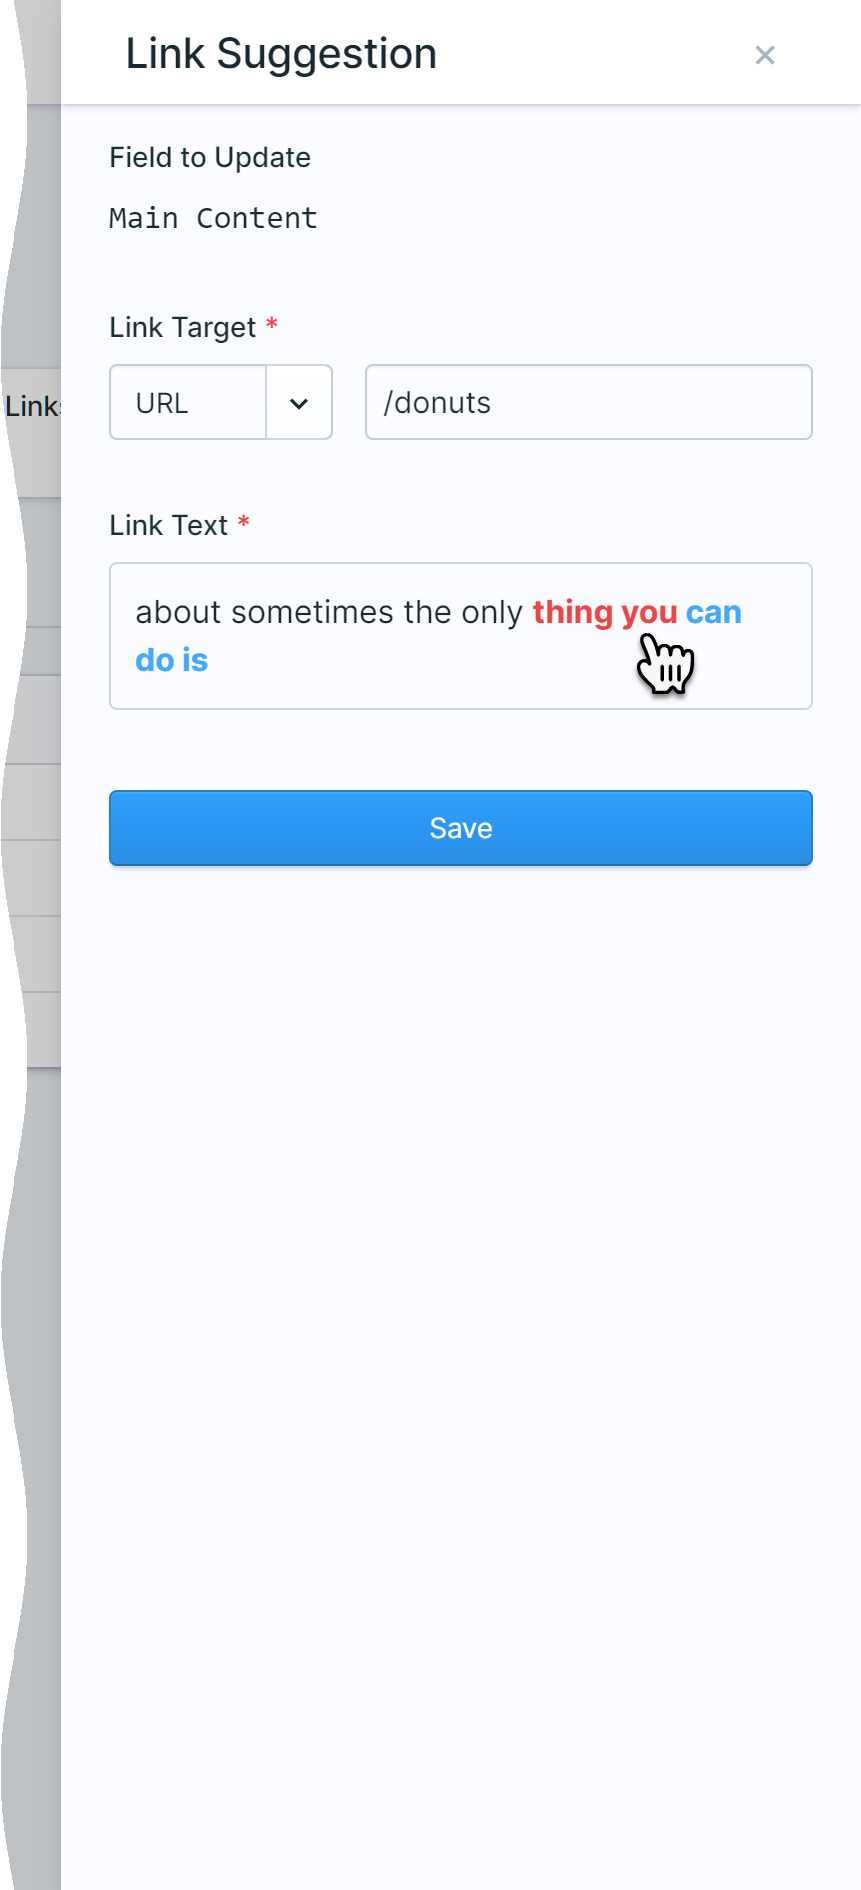 Link Suggestion
×
Field to Update
Main Content
Link Target *
URL
/donuts
Links
Link Text *
about sometimes the only thing you can
do is
Save